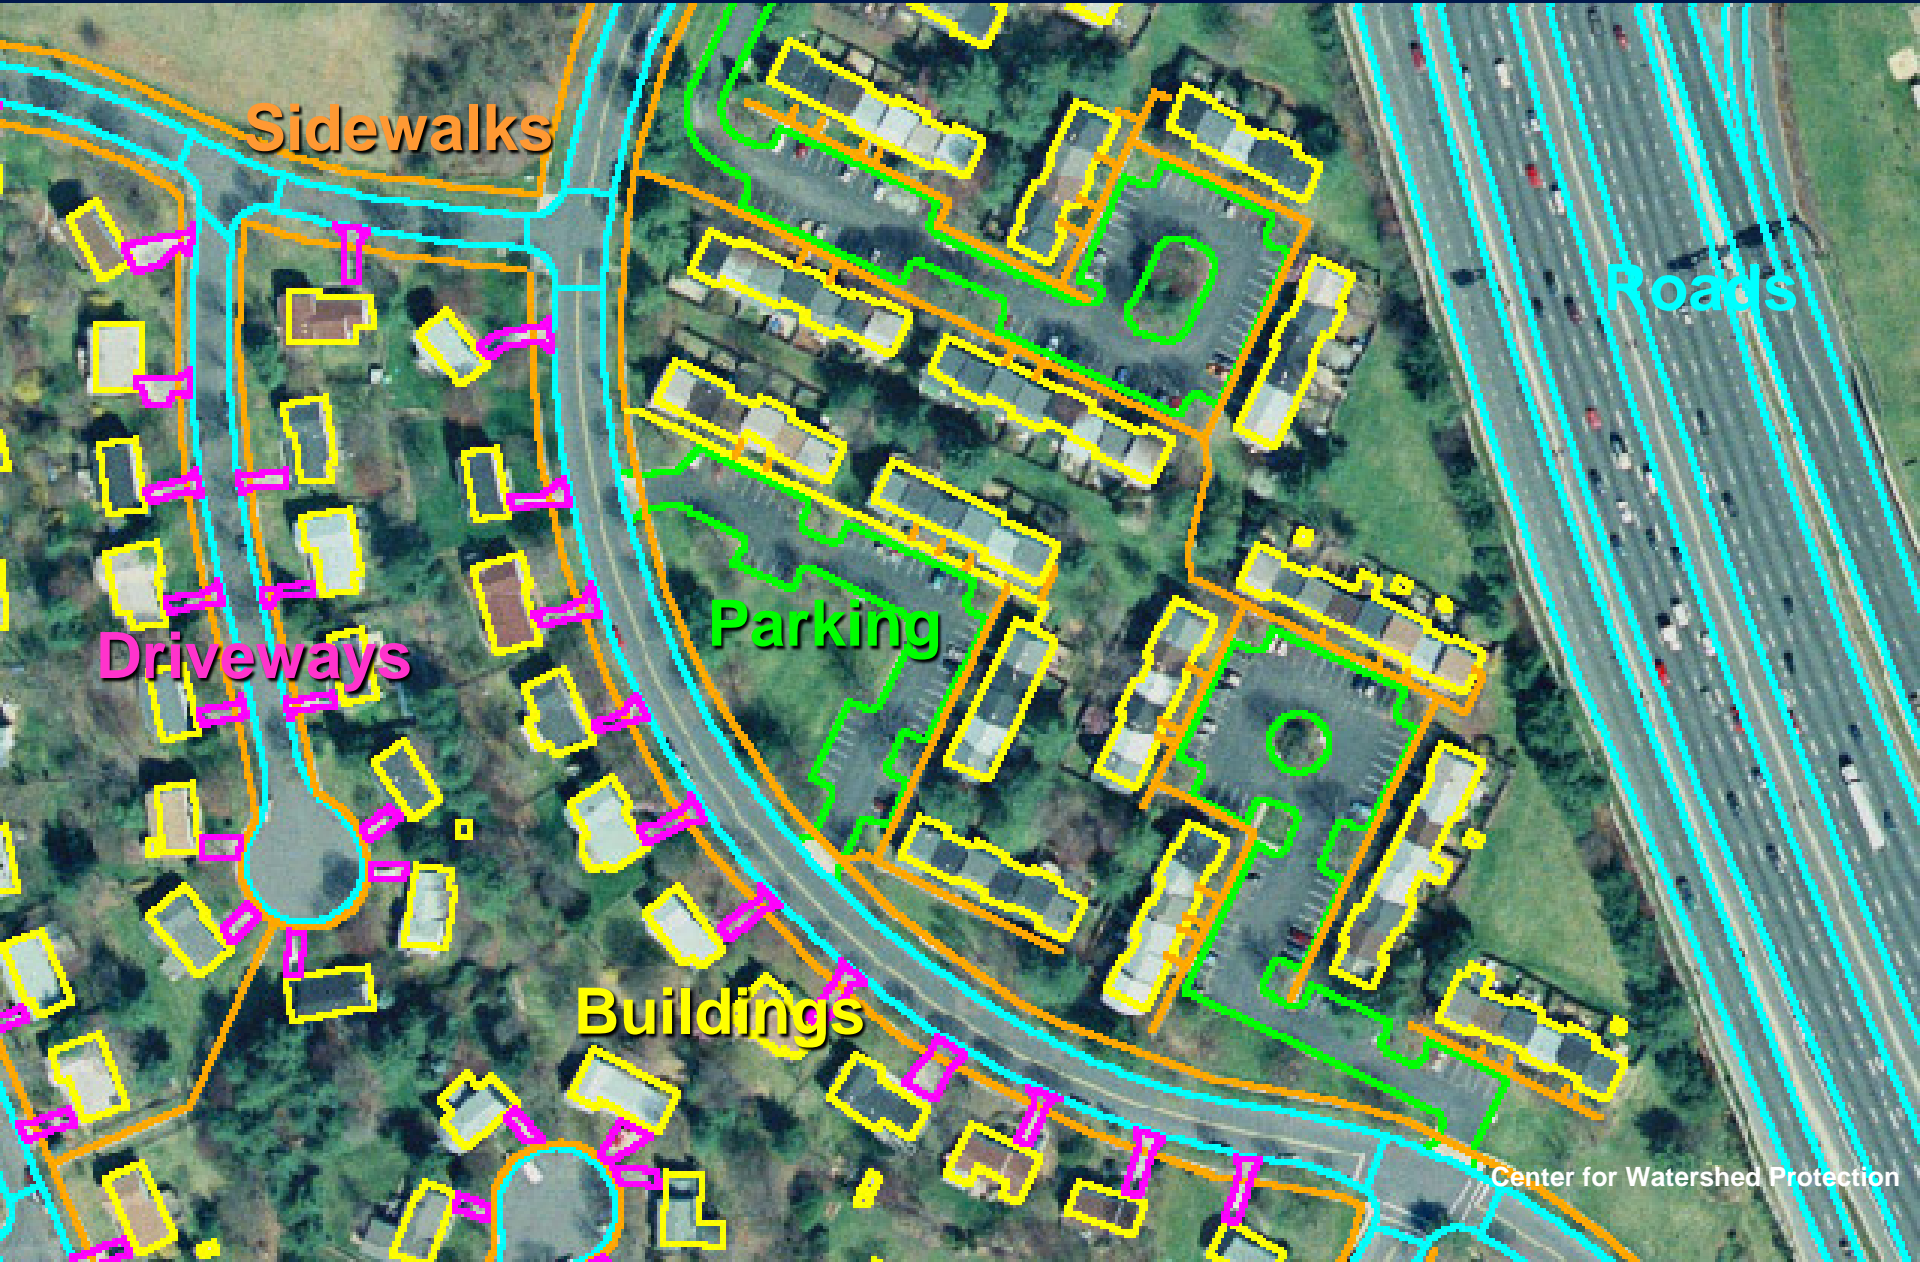 Sidewalks
Roads
Parking
Driveways
Buildings
Center for Watershed Protection